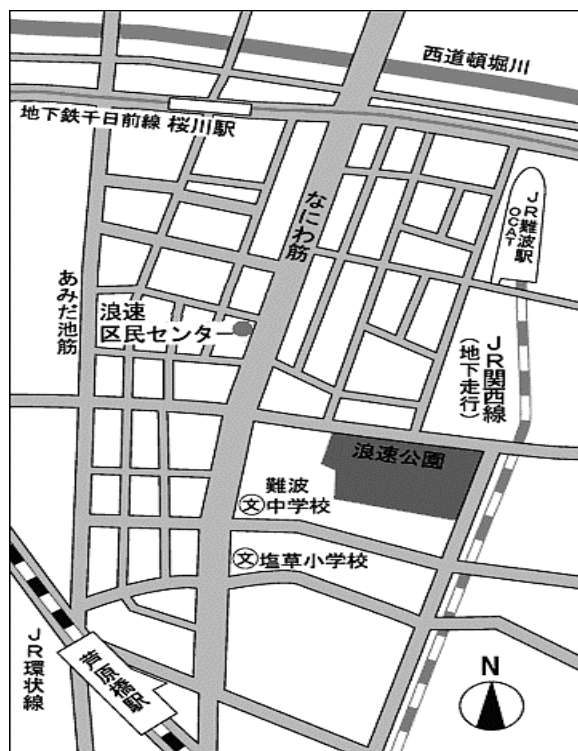 西道頓堀川
地下鉄千日前線 桜川駅
なにわ筋
JR難波駅
OCAT
あみだ池筋
浪速
区民センター
JR関西線
(地下走行)
浪速公園
難波
文中学校
文塩草小学校
JR環状線
芦原橋駅
N